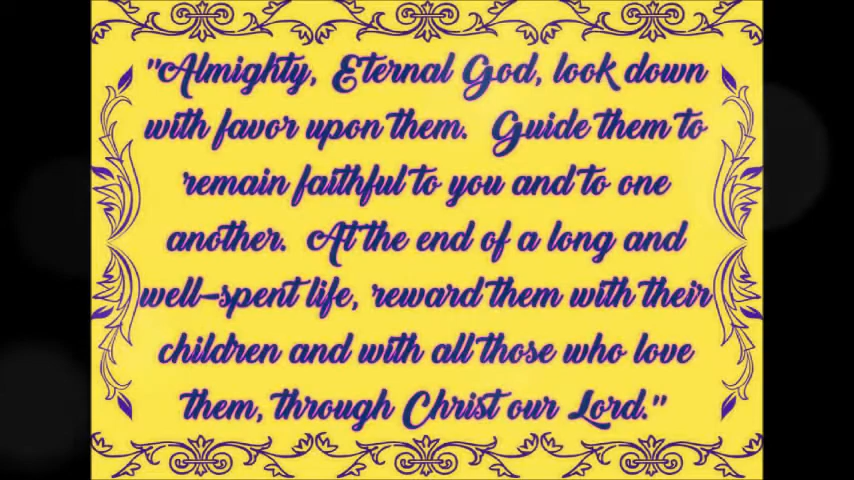 "Almighty, Eternal God, look down
with favor upon them. Guide them to
remain faithful to you and to one
another. At the end of a long and
well-spent life, reward them with their
children and with all those who love
them, through Christ our Lord."